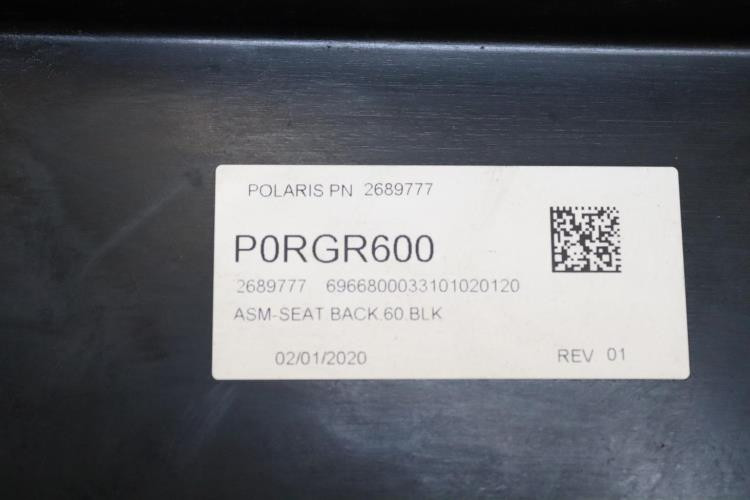 POLARIS PN 2689777
P0RGR600
2689777 6966800033101020120
ASM-SEAT BACK.60.BLK
02/01/2020 REV 01